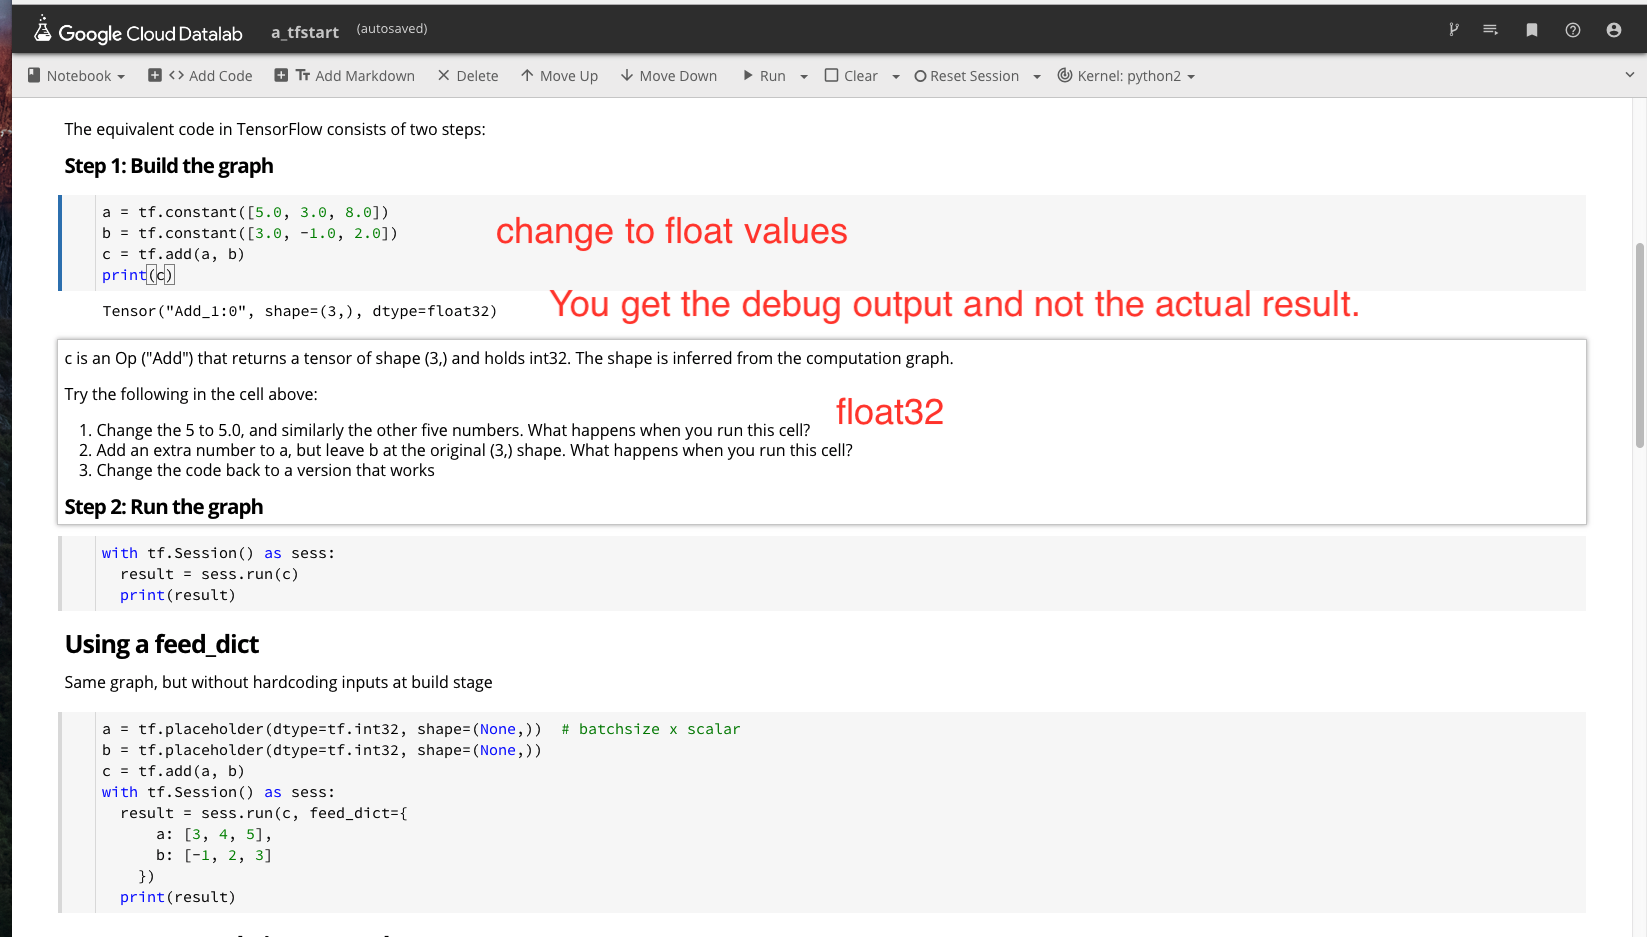 Google Cloud Datalab a_tfstart (autosaved)
Notebook Add Code Add Markdown Delete Move Up Move Down Run Clear Reset Session Kernel: python2
The equivalent code in TensorFlow consists of two steps:
Step 1: Build the graph
a = tf.constant([5.0, 3.0, 8.0])
b = tf.constant([3.0, -1.0, 2.0])
c = tf.add(a, b)
print(c)
change to float values
Tensor("Add_1:0", shape=(3,), dtype=float32)
You get the debug output and not the actual result.
c is an Op ("Add") that returns a tensor of shape (3,) and holds int32. The shape is inferred from the computation graph.
Try the following in the cell above:
float32
1. Change the 5 to 5.0, and similarly the other five numbers. What happens when you run this cell?
2. Add an extra number to a, but leave b at the original (3,) shape. What happens when you run this cell?
3. Change the code back to a version that works
Step 2: Run the graph
with tf.Session() as sess:
result = sess.run(c)
print(result)
Using a feed_dict
Same graph, but without hardcoding inputs at build stage
a = tf.placeholder(dtype=tf.int32, shape=(None,)) # batchsize x scalar
b = tf.placeholder(dtype=tf.int32, shape=(None,))
c = tf.add(a, b)
with tf.Session() as sess:
result = sess.run(c, feed_dict={
a: [3, 4, 5],
b: [-1, 2, 3]
})
print(result)